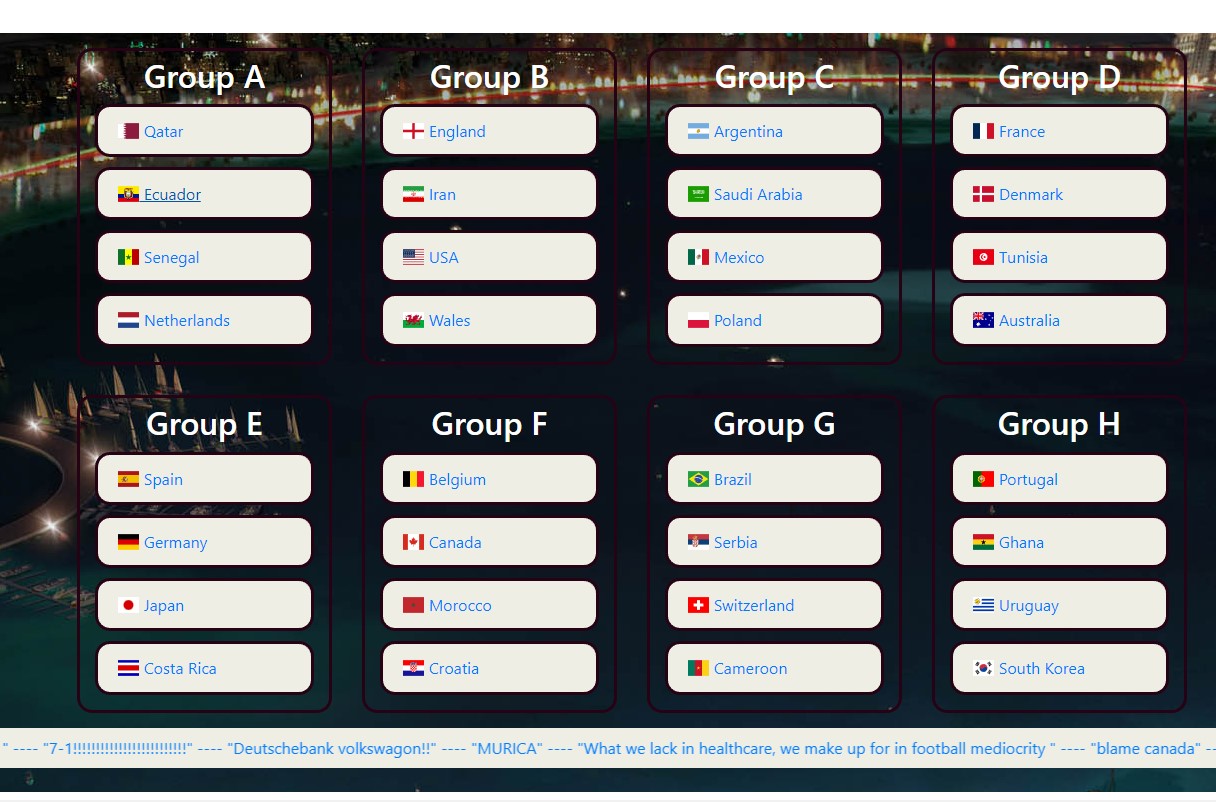 Group A
Qatar
Ecuador
Senegal
Netherlands
Group B
England
Iran
USA
Wales
Group C
Argentina
Saudi Arabia
Mexico
Poland
Group D
France
Denmark
Tunisia
Australia
Group E
Spain
Germany
Japan
Costa Rica
Group F
Belgium
Canada
Morocco
Croatia
Group G
Brazil
Serbia
Switzerland
Cameroon
Group H
Portugal
Ghana
Uruguay
South Korea
" ---- "7-1!!!!!!!!!!!!!!!!!!!!!!!!!" ---- "Deutschebank volkswagon!!" ---- "MURICA" ---- "What we lack in healthcare, we make up for in football mediocrity " ---- "blame canada" --